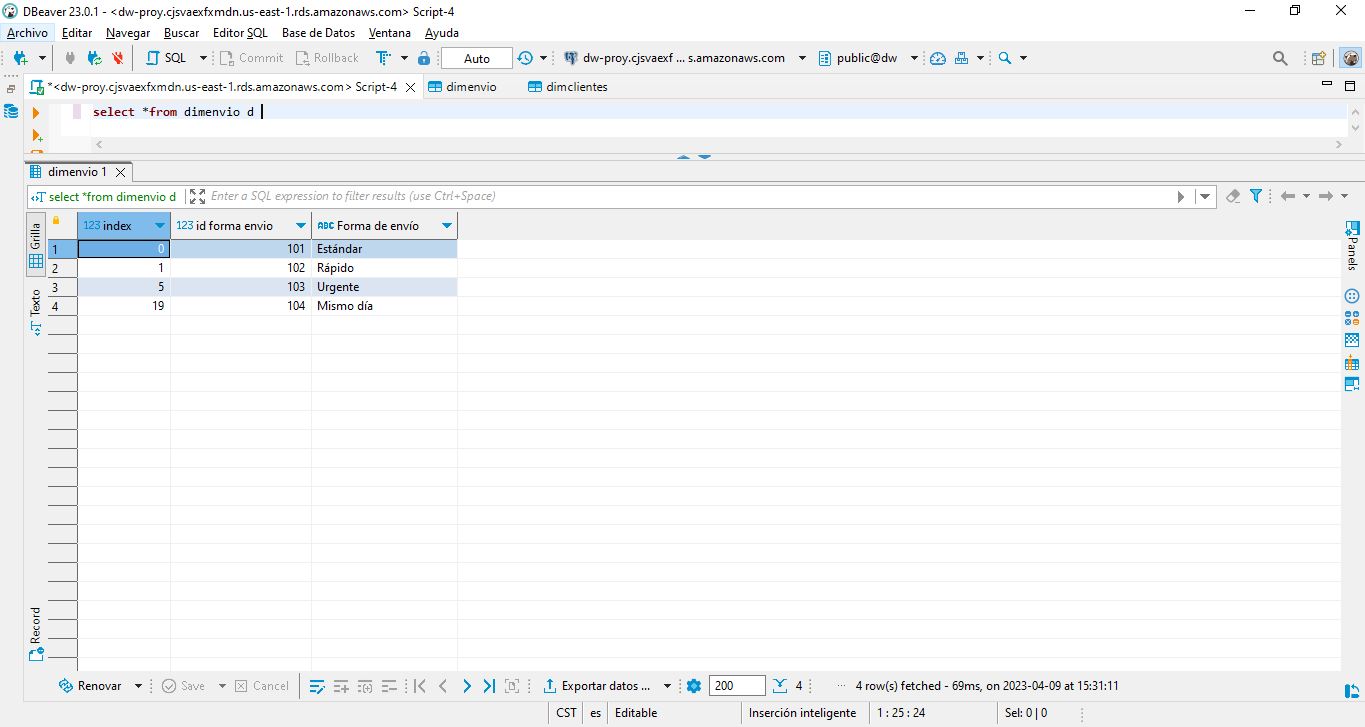 DBeaver 23.0.1 - <dw-proy.cjsvaexfxmdn.us-east-1.rds.amazonaws.com> Script-4
Archivo Editar Navegar Buscar Editor SQL Base de Datos Ventana Ayuda
SQL Commit Rollback T Auto dw-proy.cjsvaexf ... s.amazonaws.com public@dw
*<dw-proy.cjsvaexfxmdn.us-east-1.rds.amazonaws.com> Script-4 dimenvio dimclientes
select *from dimenvio d
dimenvio 1
select *from dimenvio d Enter a SQL expression to filter results (use Ctrl+Space)
Grilla
Texto
Record
123 index 123 id forma envio ABC Forma de envío
1 0 101 Estándar
2 1 102 Rápido
3 5 103 Urgente
4 19 104 Mismo día
Panels
Renovar Save Cancel Exportar datos ... 200 4 ... 4 row(s) fetched - 69ms, on 2023-04-09 at 15:31:11
CST es Editable Inserción inteligente 1 : 25 : 24 Sel: 0 | 0